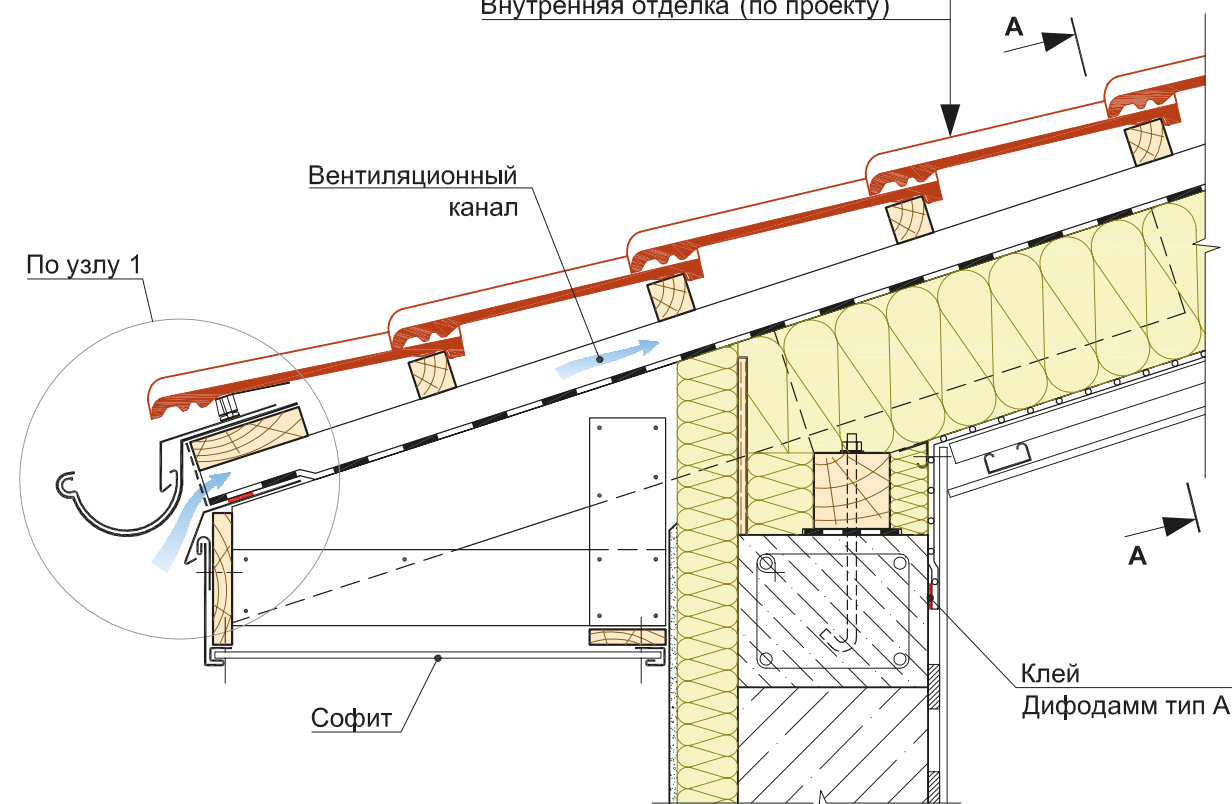 Внутренняя отделка (по проекту)
А
Вентиляционный
канал
По узлу 1
А
Клей
Дифодамм тип А
Софит